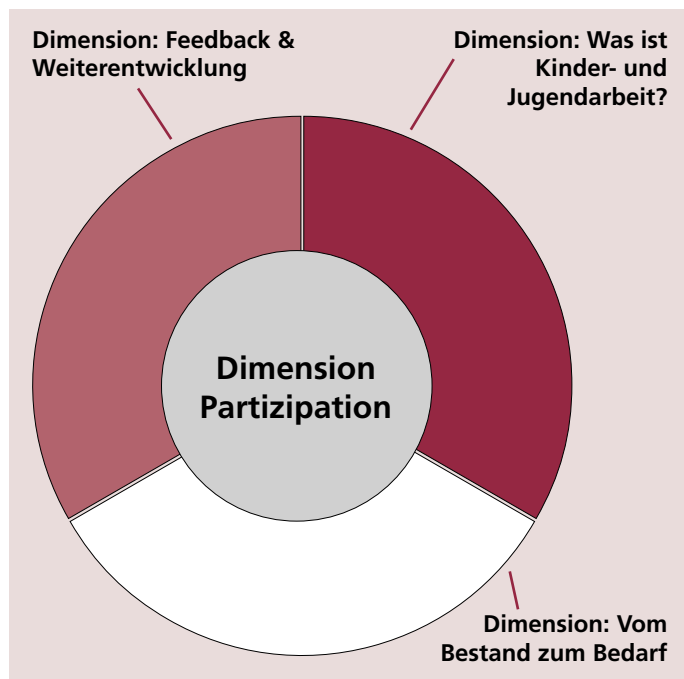 Dimension: Feedback &
Weiterentwicklung
Dimension: Was ist
Kinder- und
Jugendarbeit?
Dimension
Partizipation
Dimension: Vom
Bestand zum Bedarf